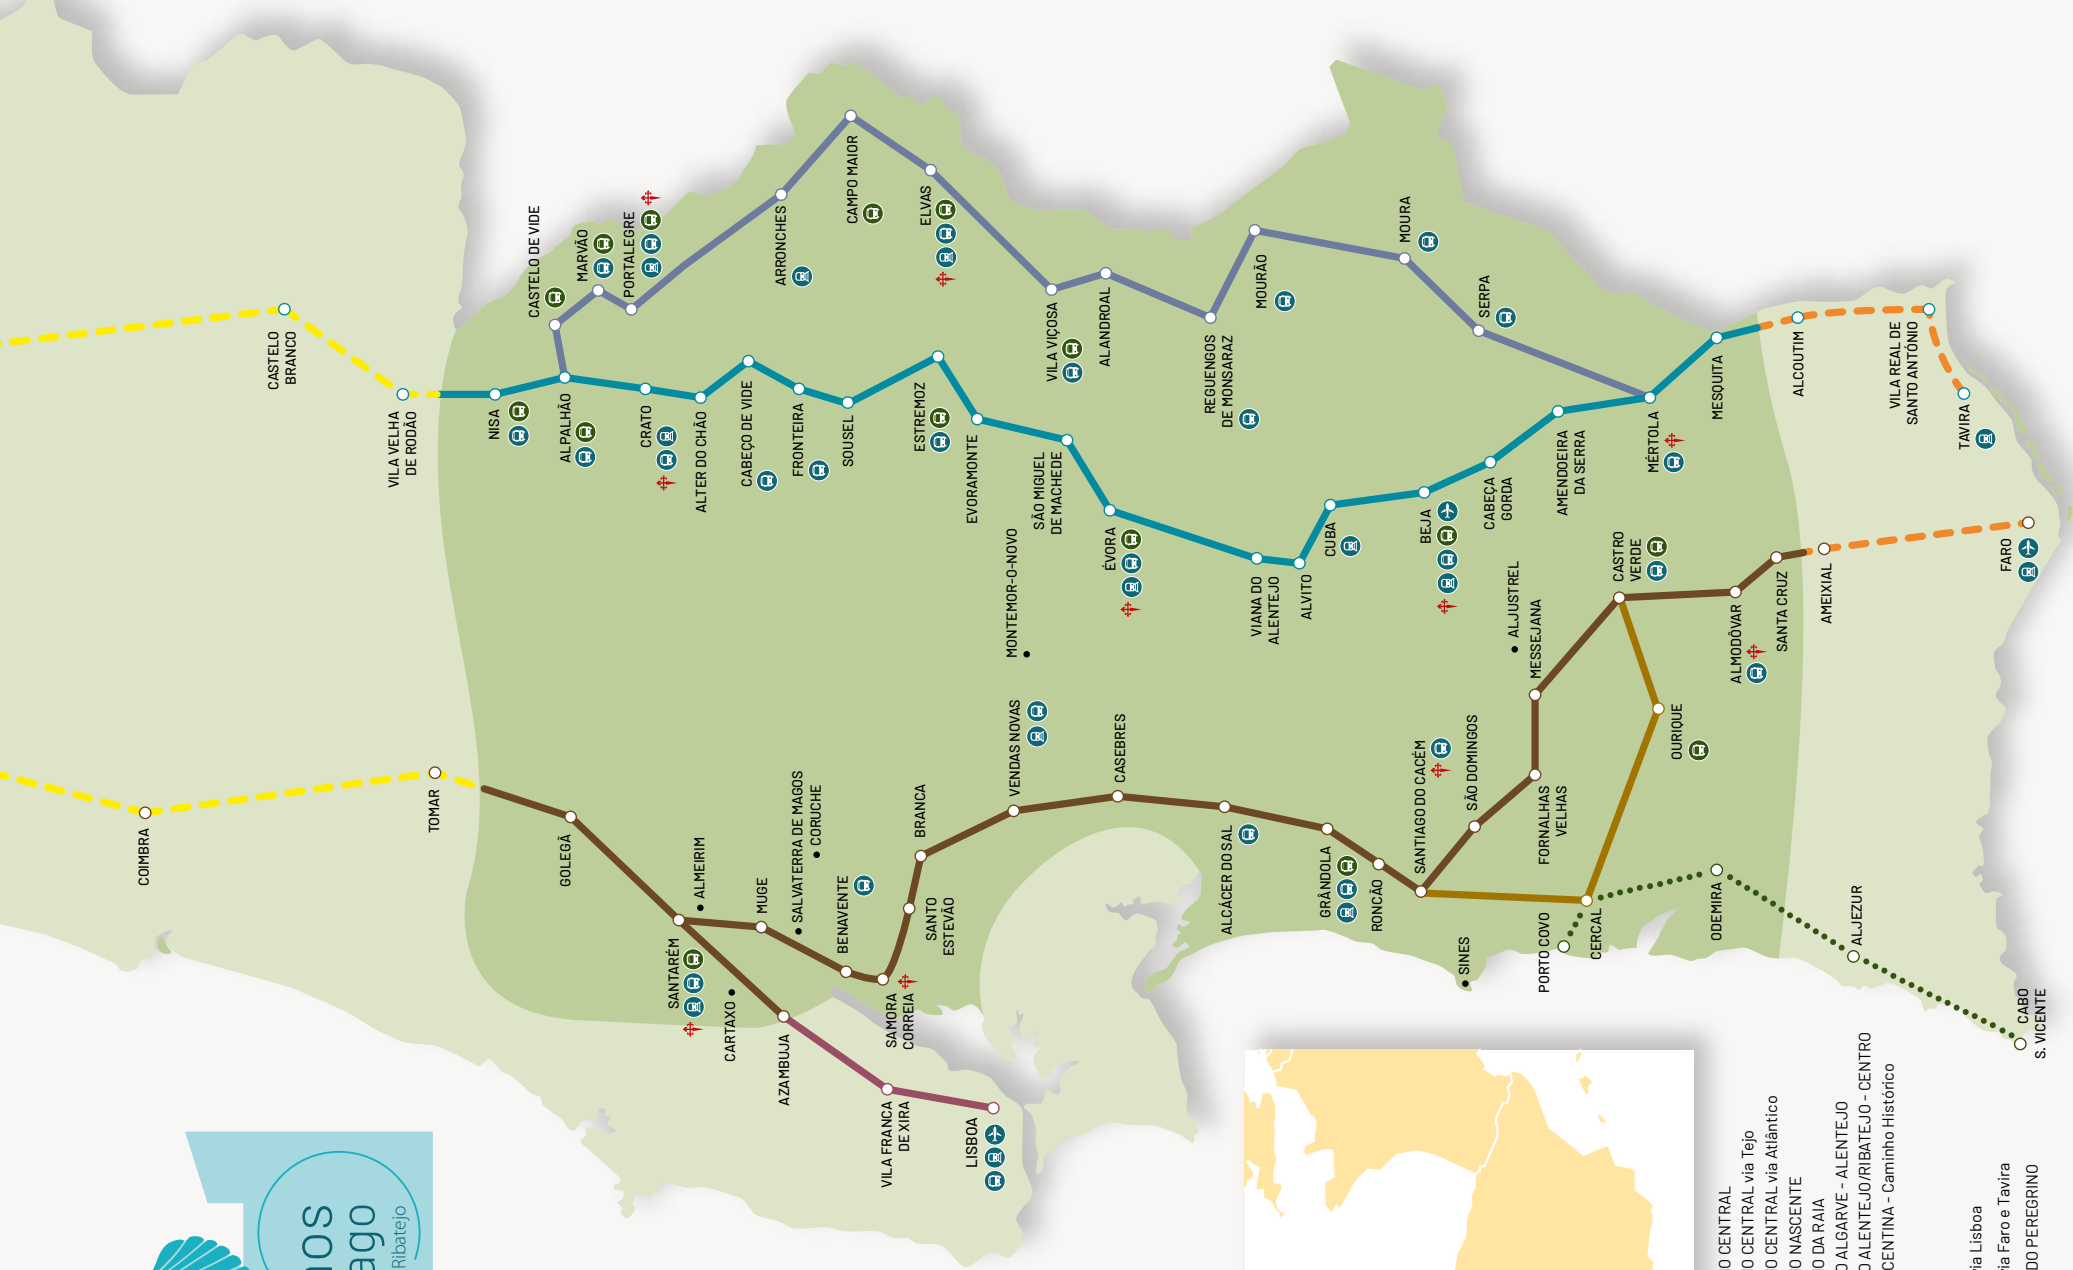 CASTELO
BRANCO
VILA VELHA
DE RODÃO
NISA
ALPALHÃO
CASTELO DE VIDE
MARVÃO
PORTALEGRE
CRATO
ALTER DO CHÃO
CABEÇO DE VIDE
FRONTEIRA
SOUSEL
ARRONCHES
CAMPO MAIOR
ELVAS
ESTREMOZ
EVORAMONTE
SÃO MIGUEL
DE MACHEDE
VILA VIÇOSA
ALANDROAL
ÉVORA
MONTEMOR-O-NOVO
REGUENGOS
DE MONSARAZ
MOURÃO
MOURA
SERPA
VIANA DO
ALENTEJO
ALVITO
CUBA
BEJA
CABEÇA
GORDA
AMENDOEIRA
DA SERRA
MÉRTOLA
MESQUITA
ALCOUTIM
VILA REAL DE
SANTO ANTÓNIO
TAVIRA
FARO
AMEIXIAL
SANTA CRUZ
ALMODÔVAR
CASTRO
VERDE
ALJUSTREL
MESSEJANA
OURIQUE
COIMBRA
TOMAR
GOLEGÃ
ALMEIRIM
SANTARÉM
CARTAXO
MUGE
SALVATERRA DE MAGOS
CORUCHE
BENAVENTE
SAMORA
CORREIA
SANTO
ESTEVÃO
BRANCA
VENDAS NOVAS
CASEBRES
ALCÁCER DO SAL
GRÂNDOLA
RONCÃO
SANTIAGO DO CACÉM
SÃO DOMINGOS
FORNALHAS
VELHAS
SINES
PORTO COVO
CERCAL
ODEMIRA
ALJEZUR
CABO
S. VICENTE
AZAMBUJA
VILA FRANCA
DE XIRA
LISBOA
nos
ago
Ribatejo
O CENTRAL
O CENTRAL via Tejo
O CENTRAL via Atlântico
O NASCENTE
O DA RAIA
O ALGARVE - ALENTEJO
O ALENTEJO/RIBATEJO - CENTRO
CENTINA - Caminho Histórico
via Lisboa
via Faro e Tavira
DO PEREGRINO